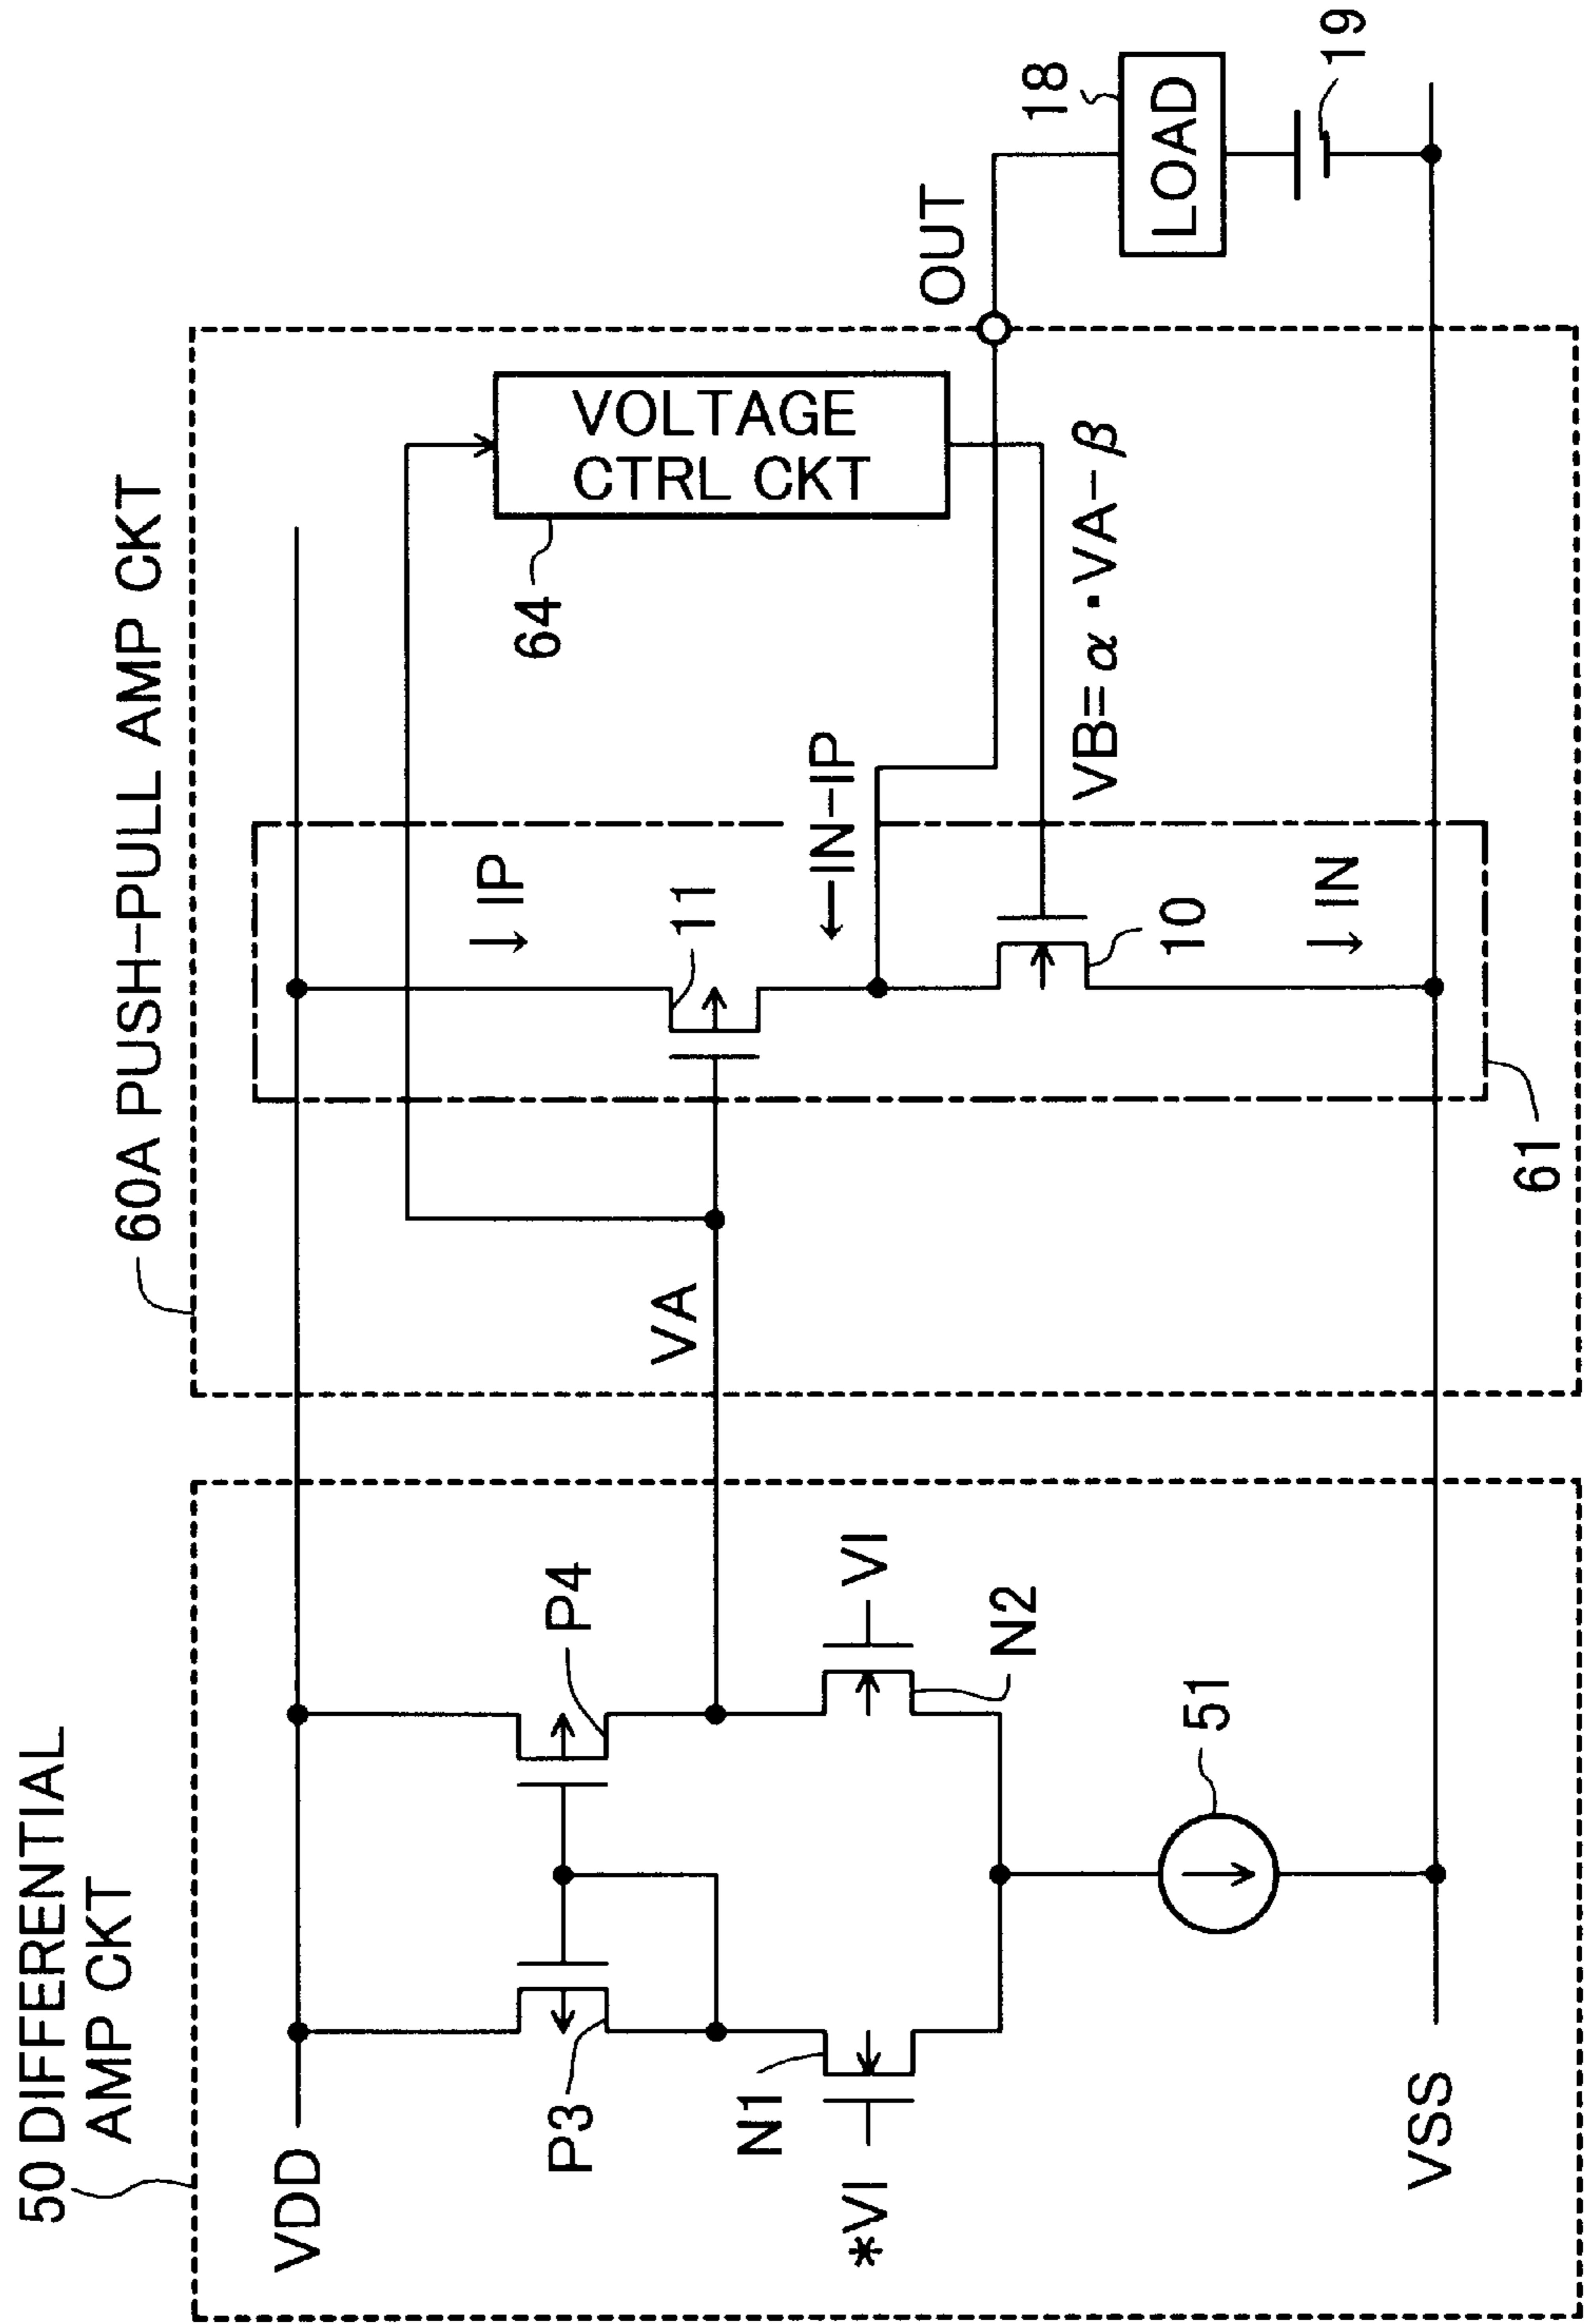 50 DIFFERENTIAL
AMP CKT
60A PUSH-PULL AMP CKT
VDD
P3
P4
N1
N2
*VI
VI
51
VSS
VA
IP
11
IN-IP
10
IN
61
64
VOLTAGE
CTRL CKT
VB=α・VA-β
OUT
18
LOAD
19